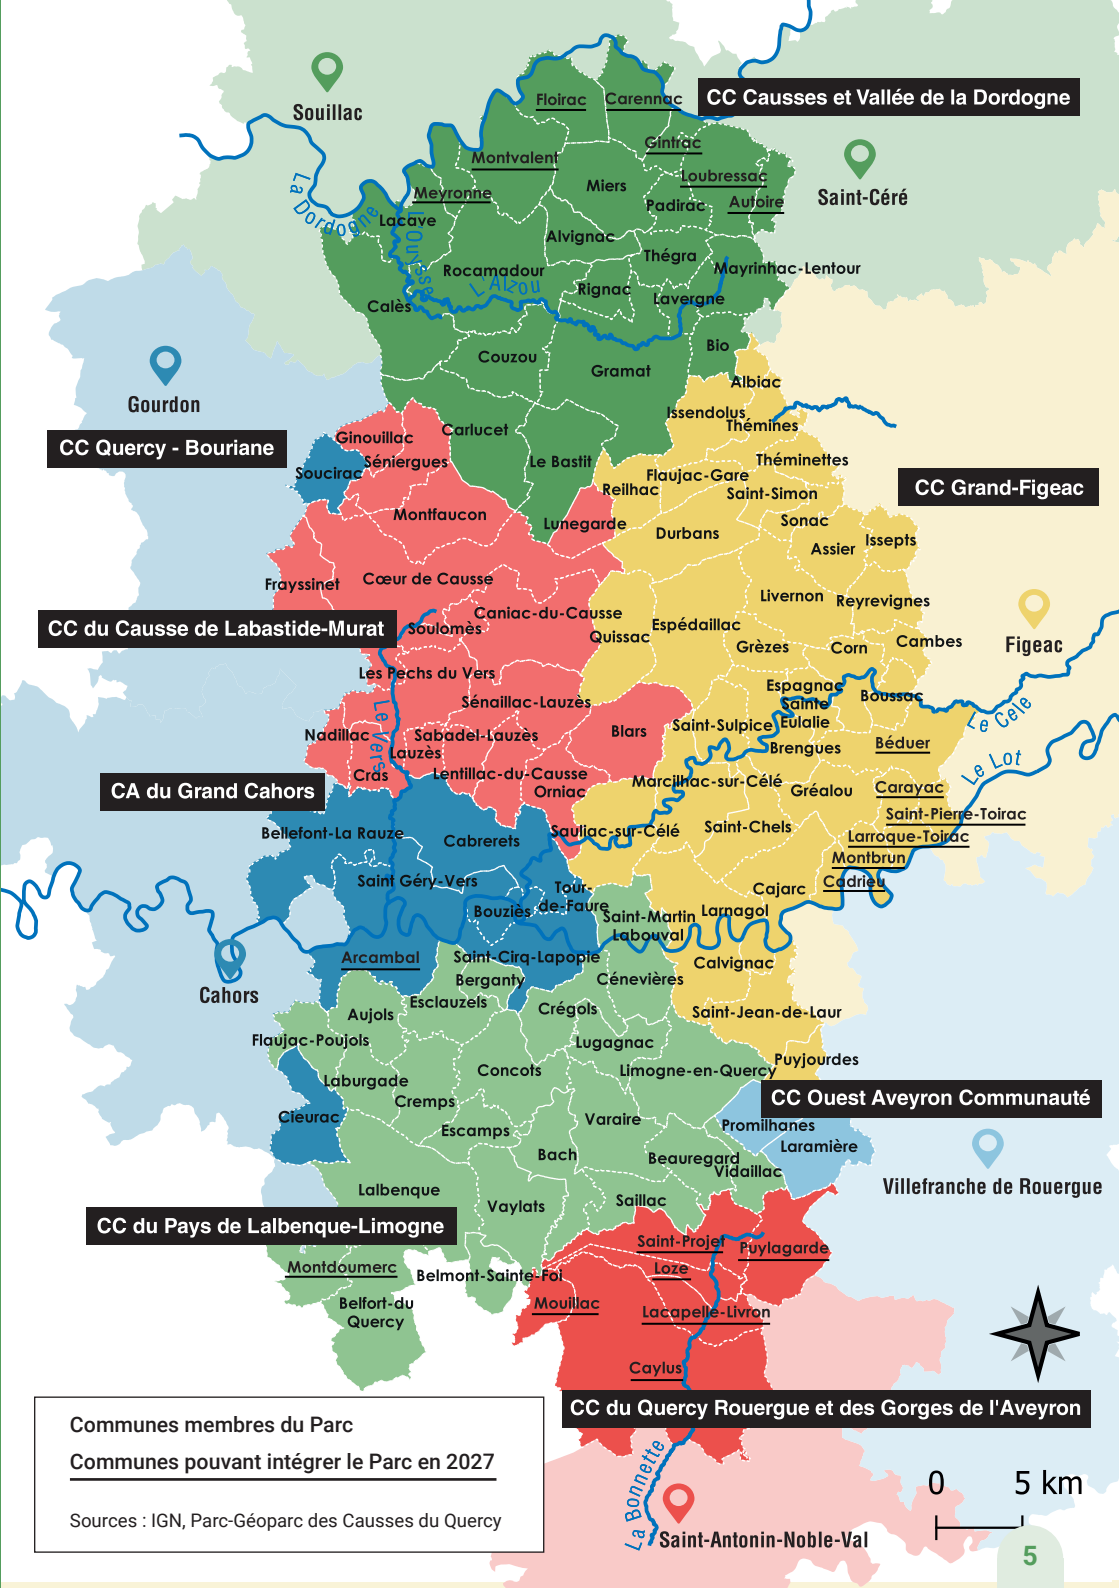 Souillac
CC Causses et Vallée de la Dordogne
Floirac
Carennac
Gintrac
Montvalent
Loubressac
Miers
Meyronne
Padirac
Autoire
Saint-Céré
La Dordogne
Lacave
L'Ouysse
Alvignac
Thégra
Rocamadour
L'Alzou
Rignac
Mayrinhac-Lentour
Lavergne
Calès
Bio
Couzou
Gramat
Gourdon
Albiac
Issendolus
Thémines
CC Quercy - Bouriane
Ginouillac
Carlucet
Séniergues
Le Bastit
Soucirac
Théminettes
Flaujac-Gare
Reilhac
Saint-Simon
CC Grand-Figeac
Montfaucon
Lunegarde
Durbans
Sonac
Assier
Issepts
Frayssinet
Cœur de Causse
Livernon
Reyrevignes
Caniac-du-Causse
CC du Causse de Labastide-Murat
Soulomès
Quissac
Espédaillac
Grèzes
Corn
Cambes
Figeac
Les Pechs du Vers
Espagnac
Sainte
Eulalie
Boussac
Sénaillac-Lauzès
Le Vers
Le Célé
Nadillac
Sabadel-Lauzès
Blars
Saint-Sulpice
Brengues
Béduer
Lauzès
Le Lot
Cras
Lentillac-du-Causse
Orniac
Marcilhac-sur-Célé
Gréalou
Carayac
CA du Grand Cahors
Saint-Pierre-Toirac
Bellefont-La Rauze
Cabrerets
Sauliac-sur-Célé
Saint-Chels
Larroque-Toirac
Montbrun
Saint Géry-Vers
Tour-
de-Faure
Cajarc
Cadrieu
Bouziès
Saint-Martin
Labouval
Larnagol
Arcambal
Saint-Cirq-Lapopie
Calvignac
Berganty
Cénevières
Cahors
Esclauzels
Crégols
Saint-Jean-de-Laur
Aujols
Flaujac-Poujols
Lugagnac
Puyjourdes
Laburgade
Concots
Limogne-en-Quercy
CC Ouest Aveyron Communauté
Cremps
Cieurac
Varaire
Promilhanes
Escamps
Laramière
Bach
Beauregard
Vidaillac
Villefranche de Rouergue
Lalbenque
Vaylats
Saillac
CC du Pays de Lalbenque-Limogne
Saint-Projet
Puylagarde
Montdoumerc
Belmont-Sainte-Foi
Loze
Belfort-du
Quercy
Mouillac
Lacapelle-Livron
Caylus
CC du Quercy Rouergue et des Gorges de l'Aveyron
Communes membres du Parc
Communes pouvant intégrer le Parc en 2027
Sources : IGN, Parc-Géoparc des Causses du Quercy
La Bonnette
Saint-Antonin-Noble-Val
0 5 km
5